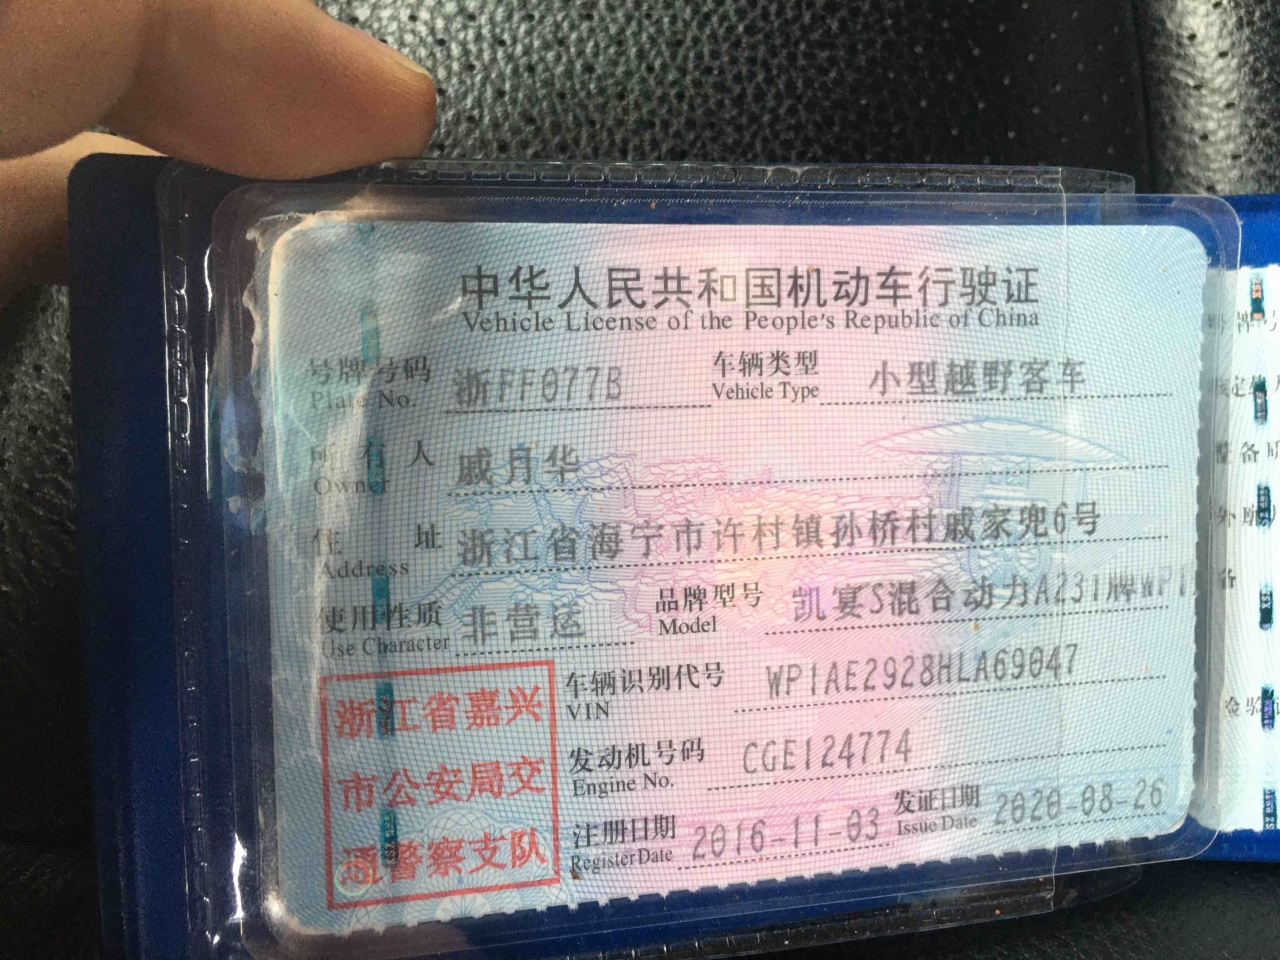 中华人民共和国机动车行驶证
Vehicle License of the People's Republic of China
号牌号码 浙FF077B 车辆类型 小型越野客车
Plate No. Vehicle Type
所有人 戚月华
Owner
住址 浙江省海宁市许村镇孙桥村戚家兜6号
Address
使用性质 非营运 品牌型号 凯宴S混合动力A231牌WP1
Use Character Model
浙江省嘉兴
市公安局交
通警察支队
车辆识别代号 WP1AE2928HLA69047
VIN
发动机号码 CGE124774
Engine No.
注册日期 2016-11-03 发证日期 2020-08-26
Register Date Issue Date